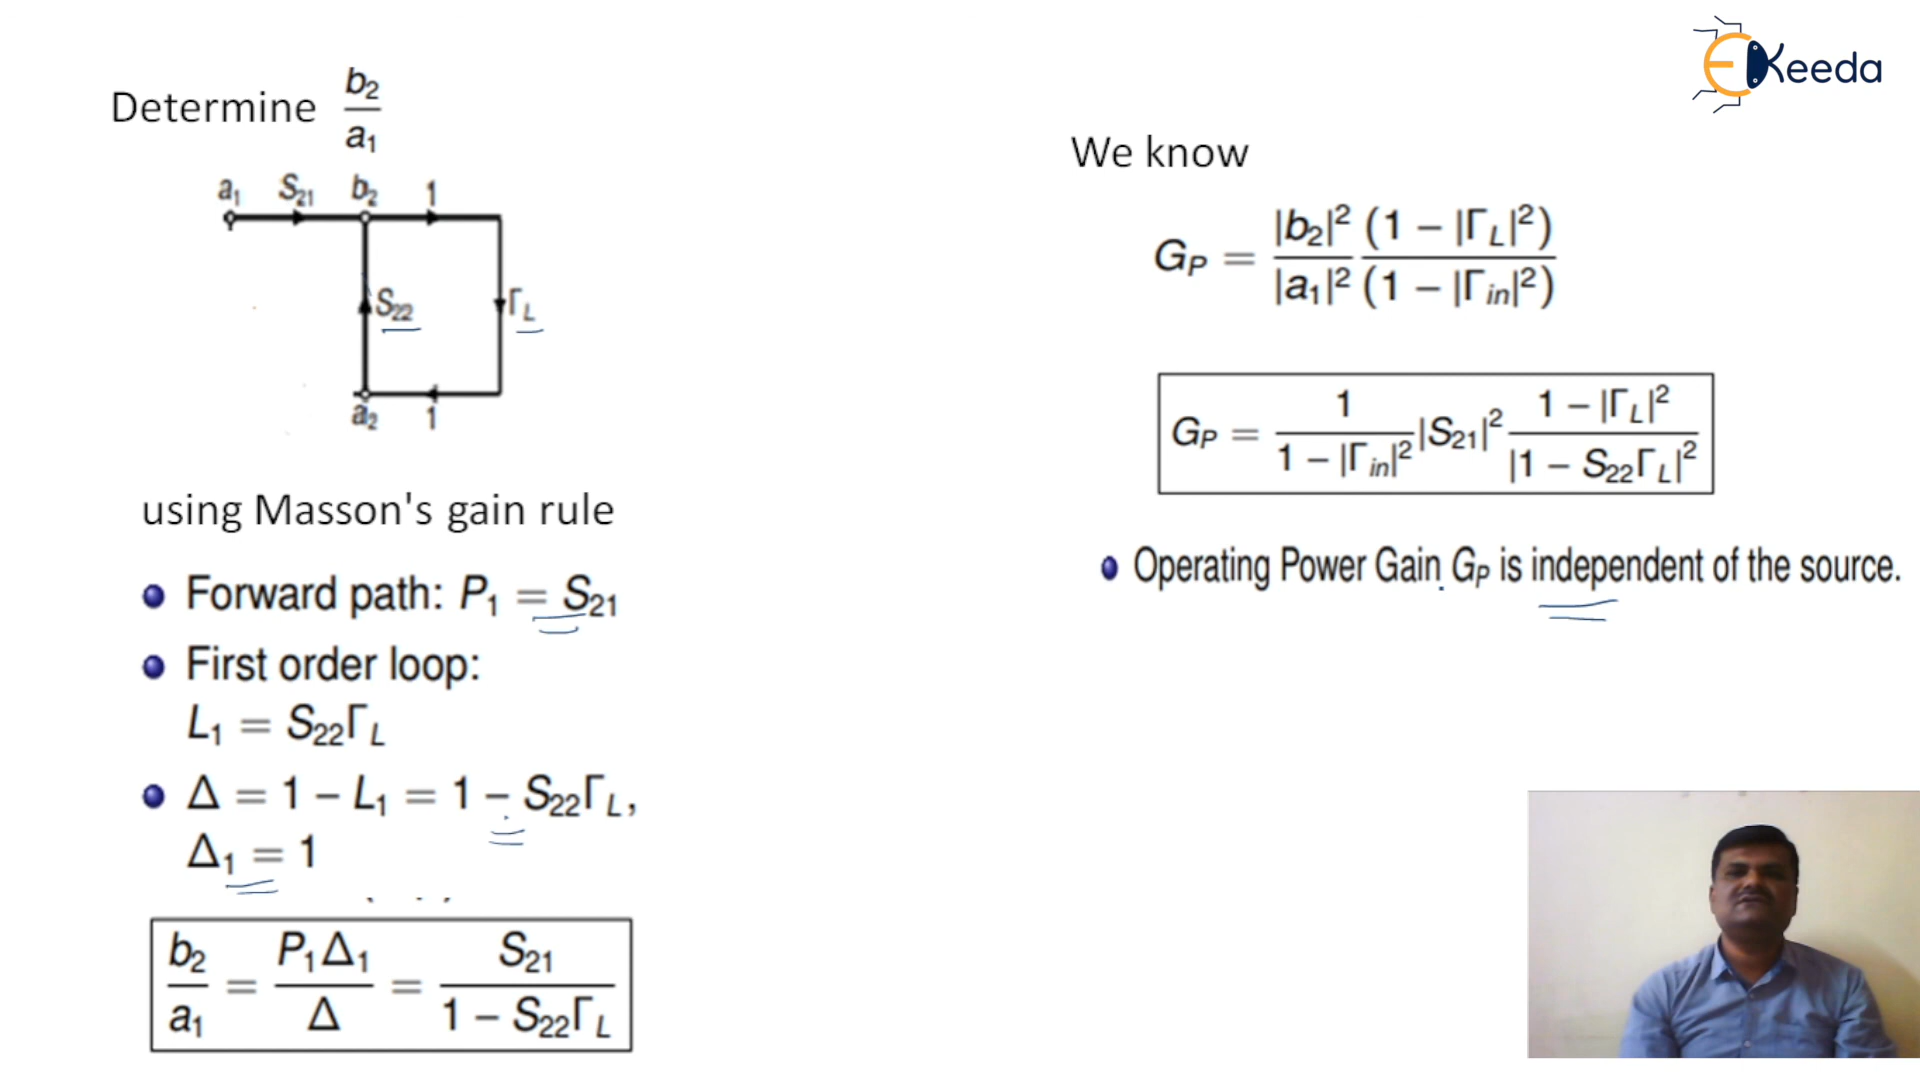 Determine b₂/a₁
a₁ S₂₁ b₂ 1
S₂₂ Γ_L
a₂ 1
using Masson's gain rule
Forward path: P₁ = S₂₁
First order loop:
L₁ = S₂₂Γ_L
Δ = 1 − L₁ = 1 − S₂₂Γ_L,
Δ₁ = 1
b₂/a₁ = P₁Δ₁/Δ = S₂₁/(1 − S₂₂Γ_L)
EKeeda
We know
G_P = |b₂|²/|a₁|² (1 − |Γ_L|²)/(1 − |Γ_in|²)
G_P = 1/(1 − |Γ_in|²) |S₂₁|² (1 − |Γ_L|²)/|1 − S₂₂Γ_L|²
Operating Power Gain G_P is independent of the source.